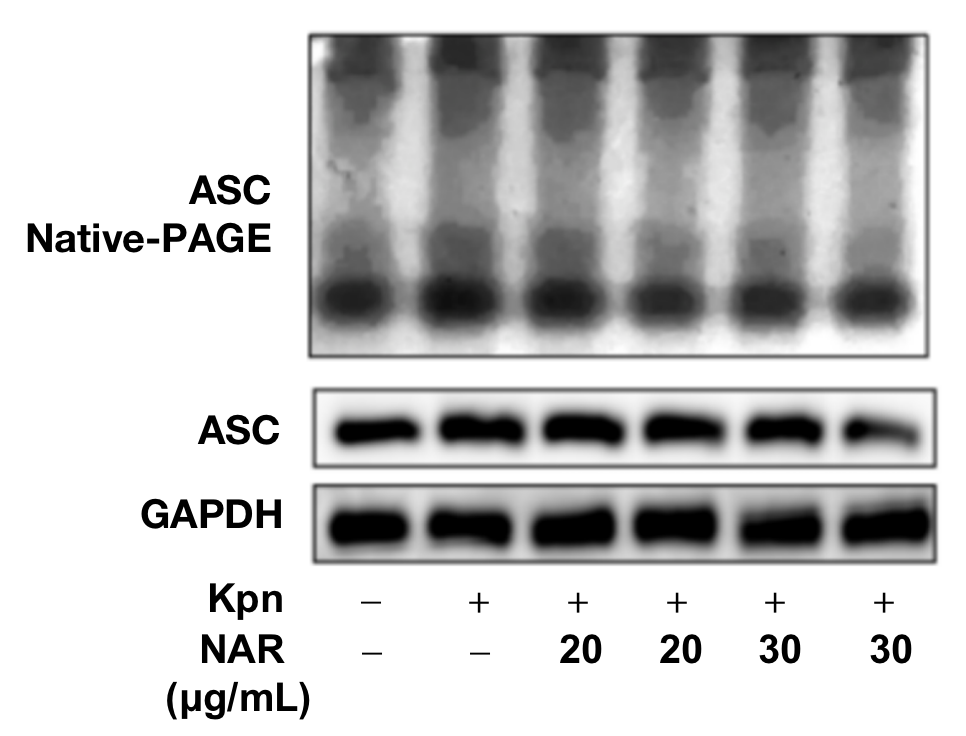 ASC
Native-PAGE
ASC
GAPDH
Kpn – + + + + +
NAR – – 20 20 30 30
(µg/mL)